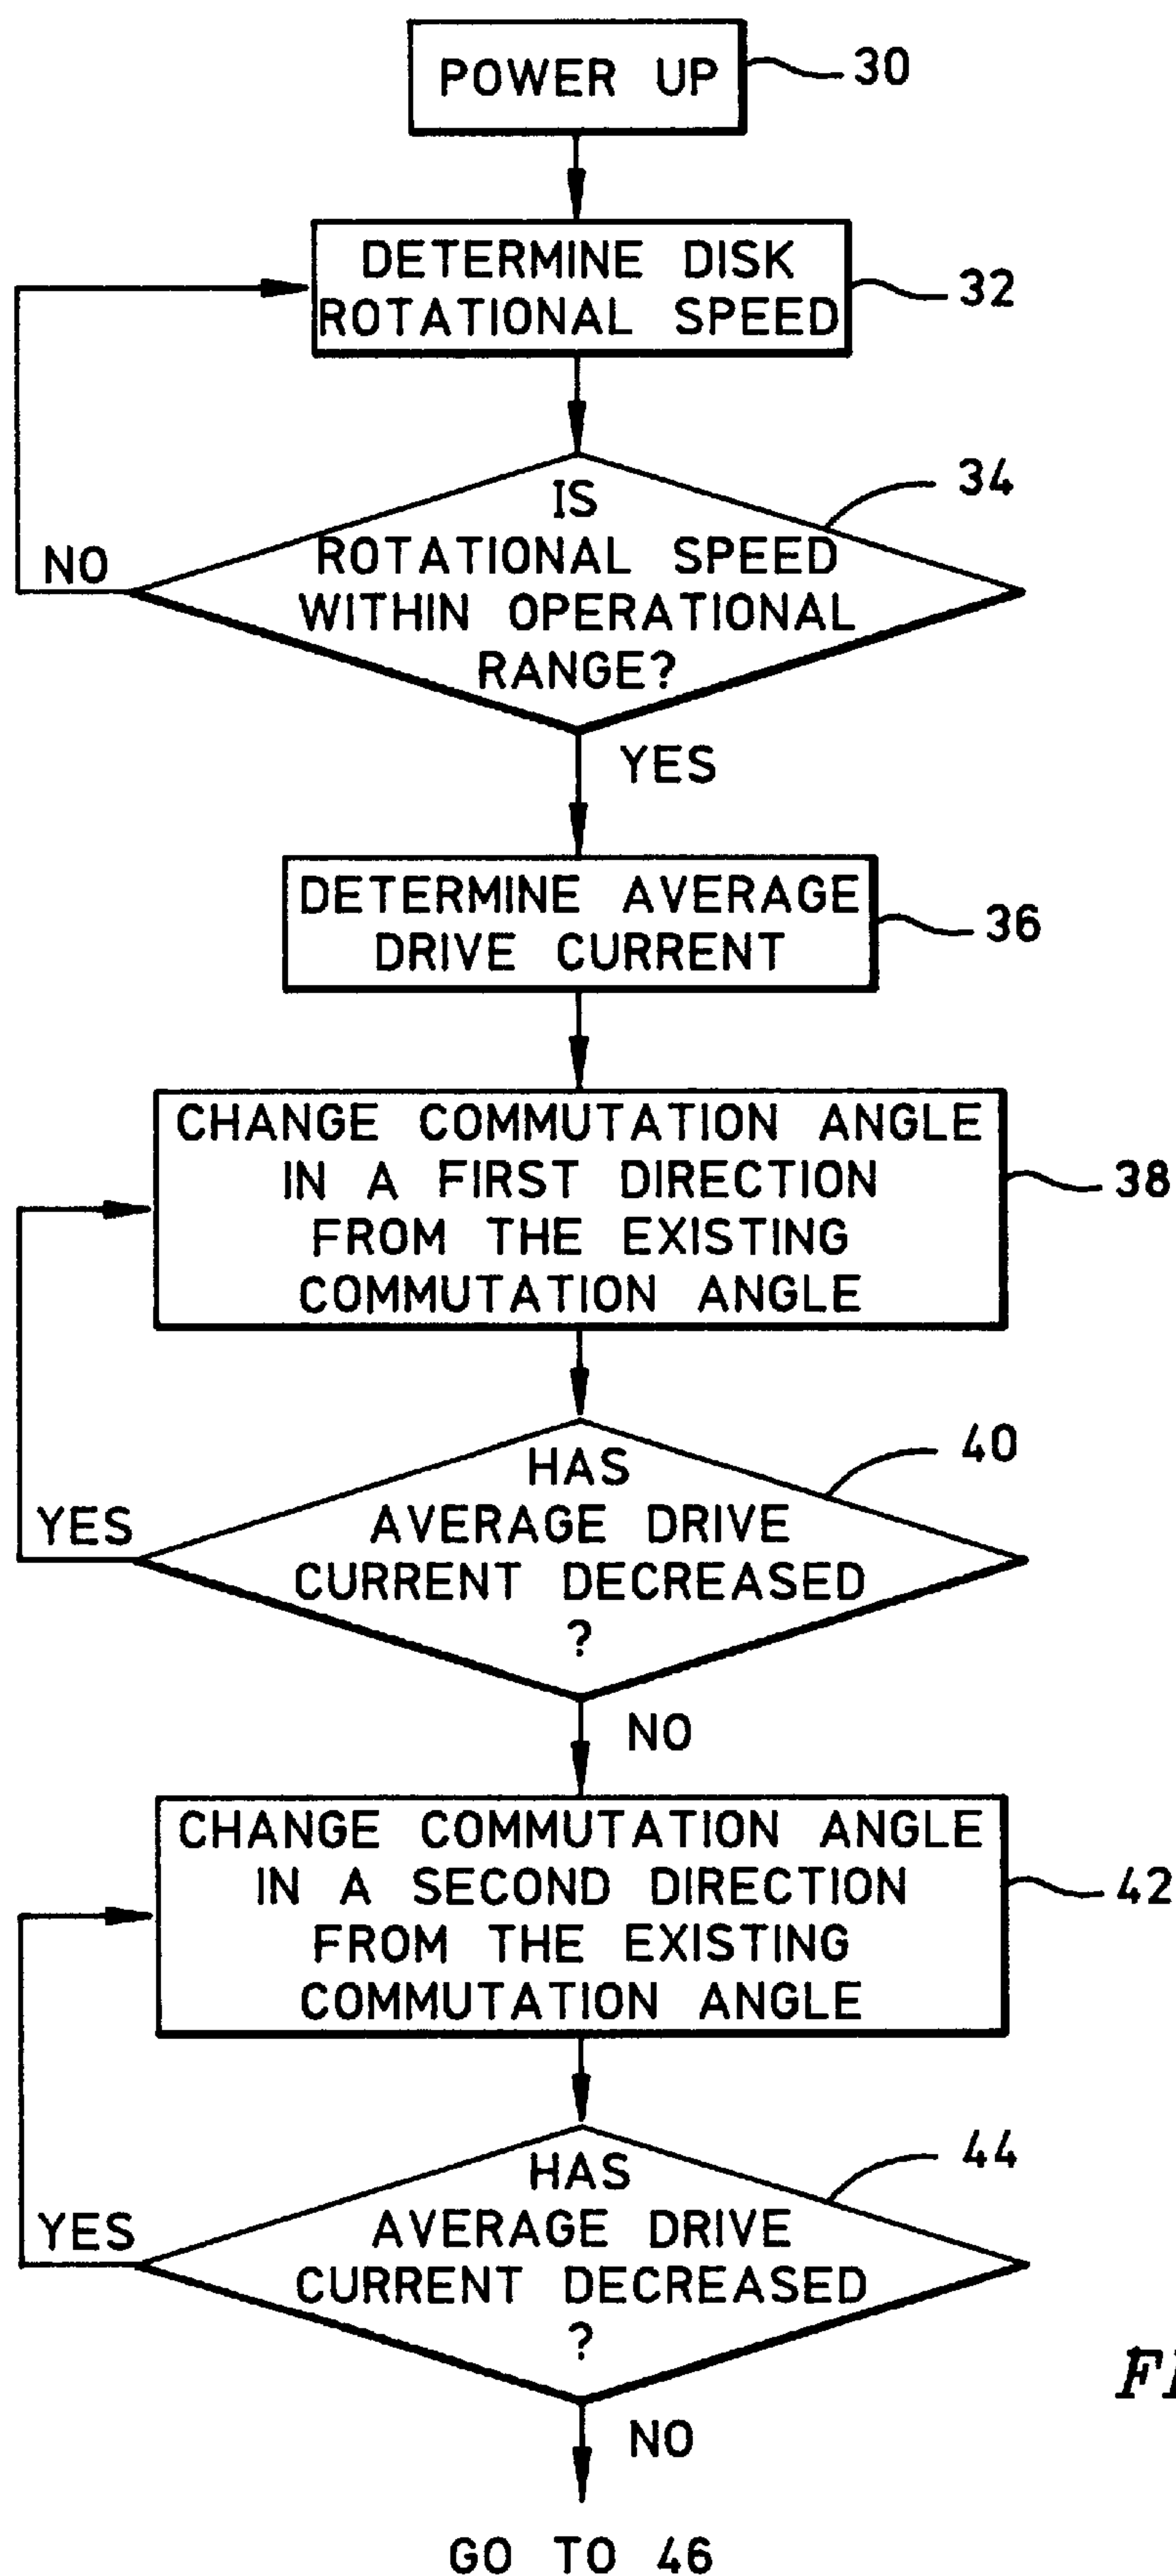 POWER UP
30
DETERMINE DISK
ROTATIONAL SPEED
32
IS
ROTATIONAL SPEED
WITHIN OPERATIONAL
RANGE?
34
NO
YES
DETERMINE AVERAGE
DRIVE CURRENT
36
CHANGE COMMUTATION ANGLE
IN A FIRST DIRECTION
FROM THE EXISTING
COMMUTATION ANGLE
38
HAS
AVERAGE DRIVE
CURRENT DECREASED
?
40
YES
NO
CHANGE COMMUTATION ANGLE
IN A SECOND DIRECTION
FROM THE EXISTING
COMMUTATION ANGLE
42
HAS
AVERAGE DRIVE
CURRENT DECREASED
?
44
YES
NO
GO TO 46